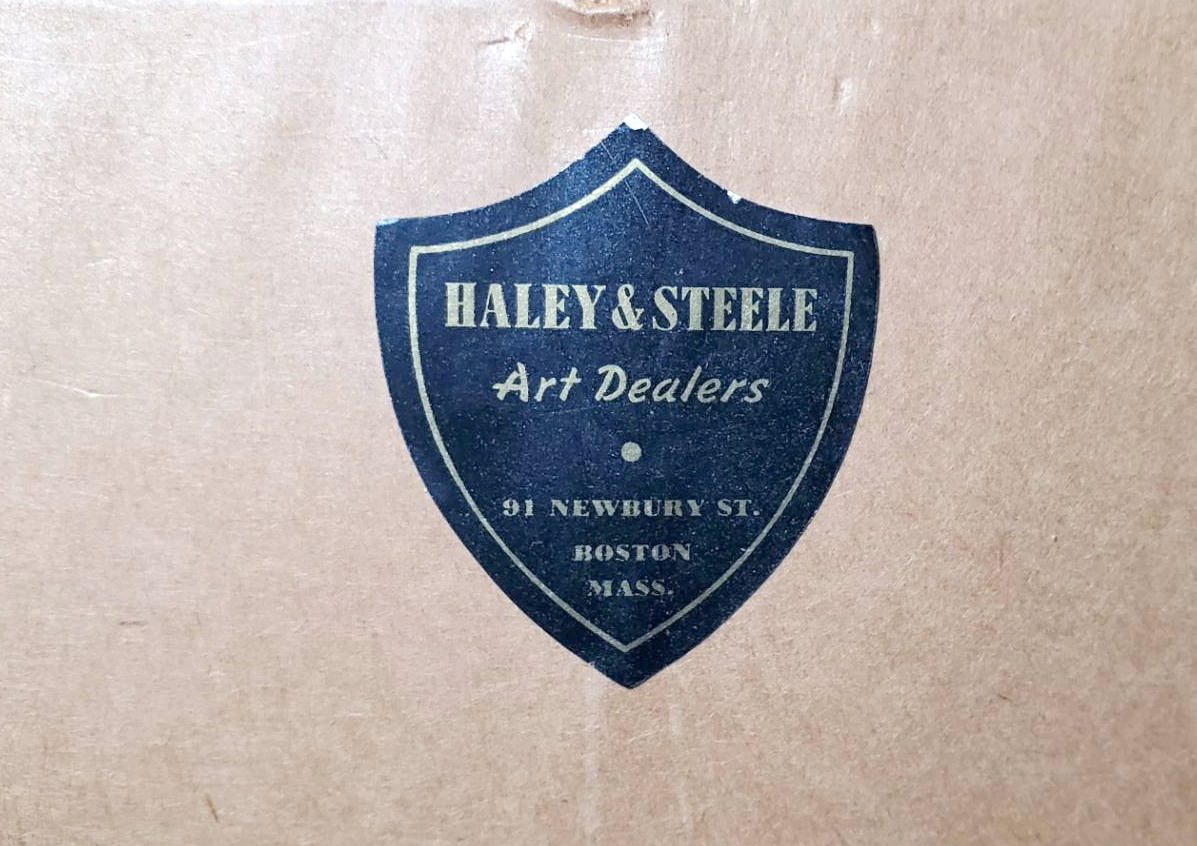 HALEY & STEELE
Art Dealers
91 NEWBURY ST.
BOSTON
MASS.